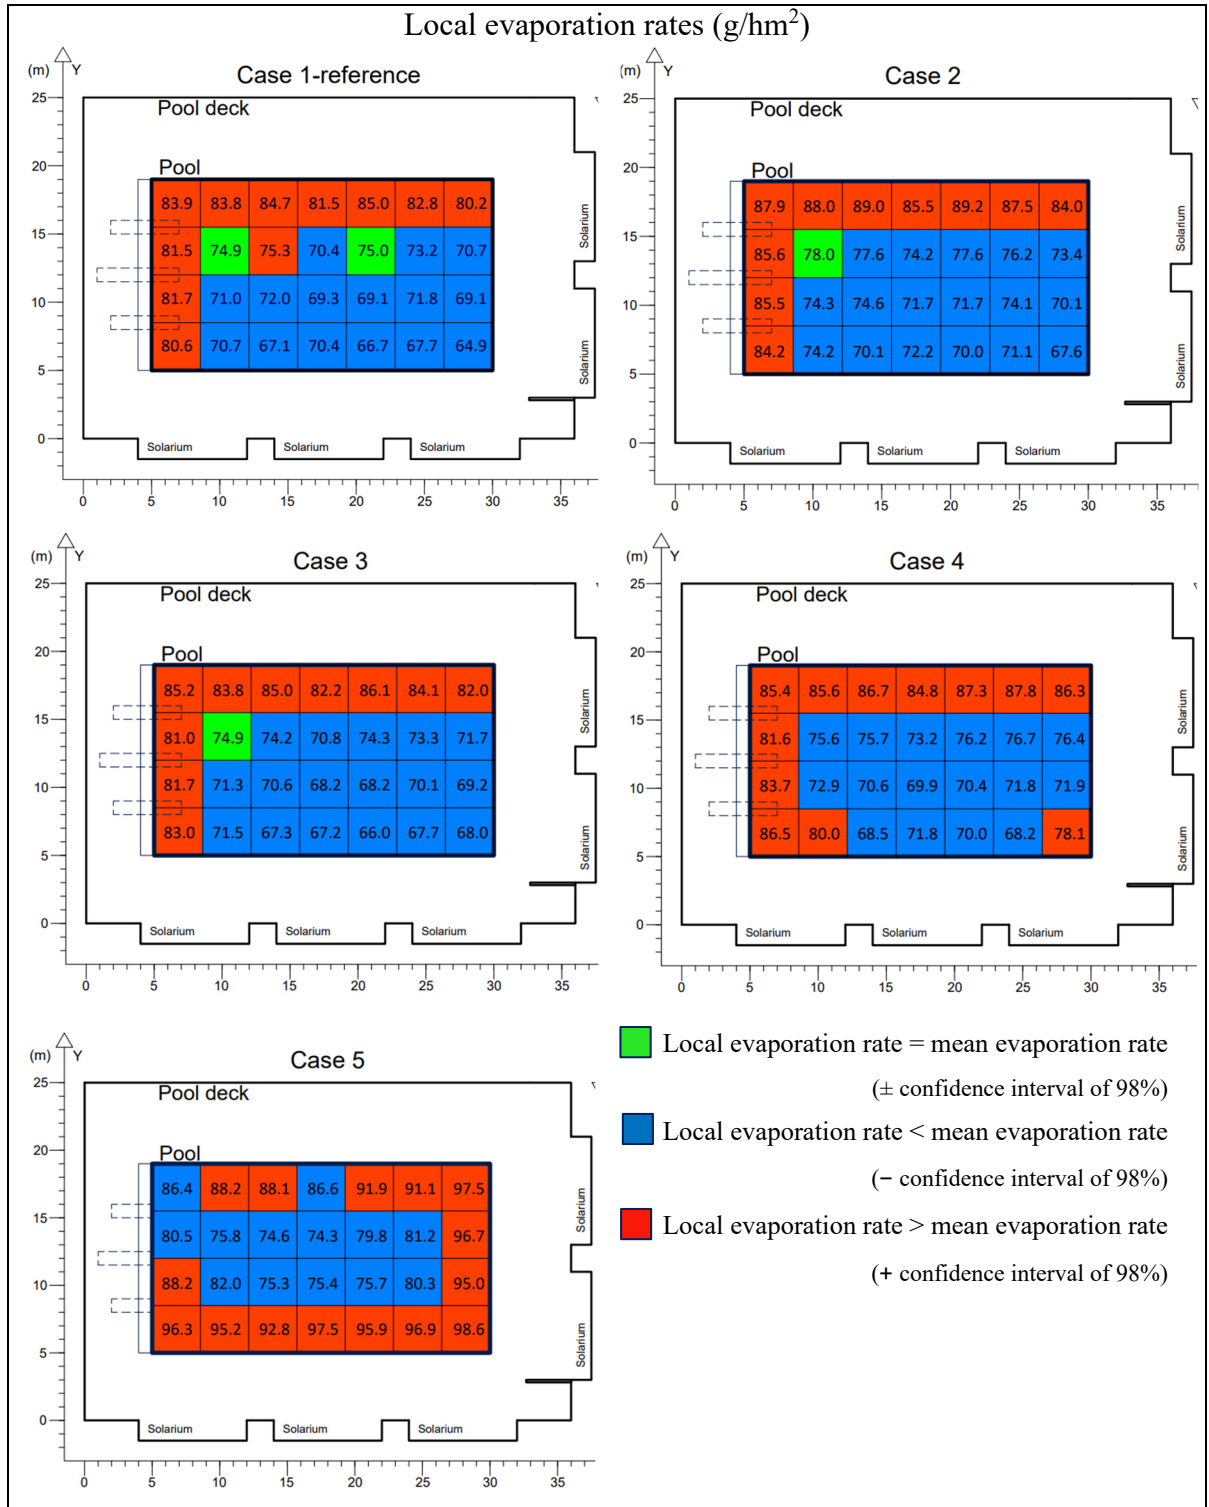 Local evaporation rates (g/hm²)
Case 1-reference
(m) Y
Pool deck
Pool
25
20
15
10
5
0
83.9 83.8 84.7 81.5 85.0 82.8 80.2
81.5 74.9 75.3 70.4 75.0 73.2 70.7
81.7 71.0 72.0 69.3 69.1 71.8 69.1
80.6 70.7 67.1 70.4 66.7 67.7 64.9
Solarium
Solarium
Solarium Solarium Solarium
0 5 10 15 20 25 30 35
Case 2
(m) Y
Pool deck
Pool
25
20
15
10
5
0
87.9 88.0 89.0 85.5 89.2 87.5 84.0
85.6 78.0 77.6 74.2 77.6 76.2 73.4
85.5 74.3 74.6 71.7 71.7 74.1 70.1
84.2 74.2 70.1 72.2 70.0 71.1 67.6
Solarium
Solarium
Solarium Solarium Solarium
0 5 10 15 20 25 30 35
Case 3
(m) Y
Pool deck
Pool
25
20
15
10
5
0
85.2 83.8 85.0 82.2 86.1 84.1 82.0
81.0 74.9 74.2 70.8 74.3 73.3 71.7
81.7 71.3 70.6 68.2 68.2 70.1 69.2
83.0 71.5 67.3 67.2 66.0 67.7 68.0
Solarium
Solarium
Solarium Solarium Solarium
0 5 10 15 20 25 30 35
Case 4
(m) Y
Pool deck
Pool
25
20
15
10
5
0
85.4 85.6 86.7 84.8 87.3 87.8 86.3
81.6 75.6 75.7 73.2 76.2 76.7 76.4
83.7 72.9 70.6 69.9 70.4 71.8 71.9
86.5 80.0 68.5 71.8 70.0 68.2 78.1
Solarium
Solarium
Solarium Solarium Solarium
0 5 10 15 20 25 30 35
Case 5
(m) Y
Pool deck
Pool
25
20
15
10
5
0
86.4 88.2 88.1 86.6 91.9 91.1 97.5
80.5 75.8 74.6 74.3 79.8 81.2 96.7
88.2 82.0 75.3 75.4 75.7 80.3 95.0
96.3 95.2 92.8 97.5 95.9 96.9 98.6
Solarium
Solarium
Solarium Solarium Solarium
0 5 10 15 20 25 30 35
Local evaporation rate = mean evaporation rate
(± confidence interval of 98%)
Local evaporation rate < mean evaporation rate
(− confidence interval of 98%)
Local evaporation rate > mean evaporation rate
(+ confidence interval of 98%)